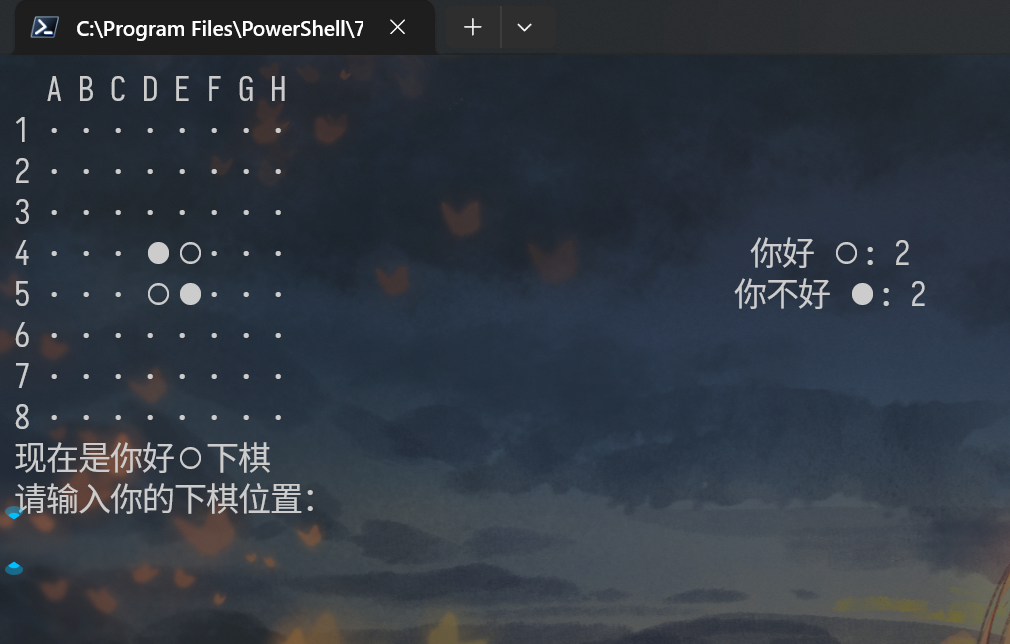 C:\Program Files\PowerShell\7
A B C D E F G H
1 · · · · · · · ·
2 · · · · · · · ·
3 · · · · · · · ·
4 · · · ● ○ · · ·
5 · · · ○ ● · · ·
6 · · · · · · · ·
7 · · · · · · · ·
8 · · · · · · · ·
你好 ○: 2
你不好 ●: 2
现在是你好○下棋
请输入你的下棋位置: